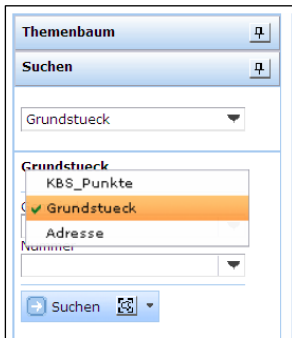 Themenbaum
Suchen
Grundstueck
Grundstueck
KBS_Punkte
Grundstueck
Adresse
Nummer
Suchen